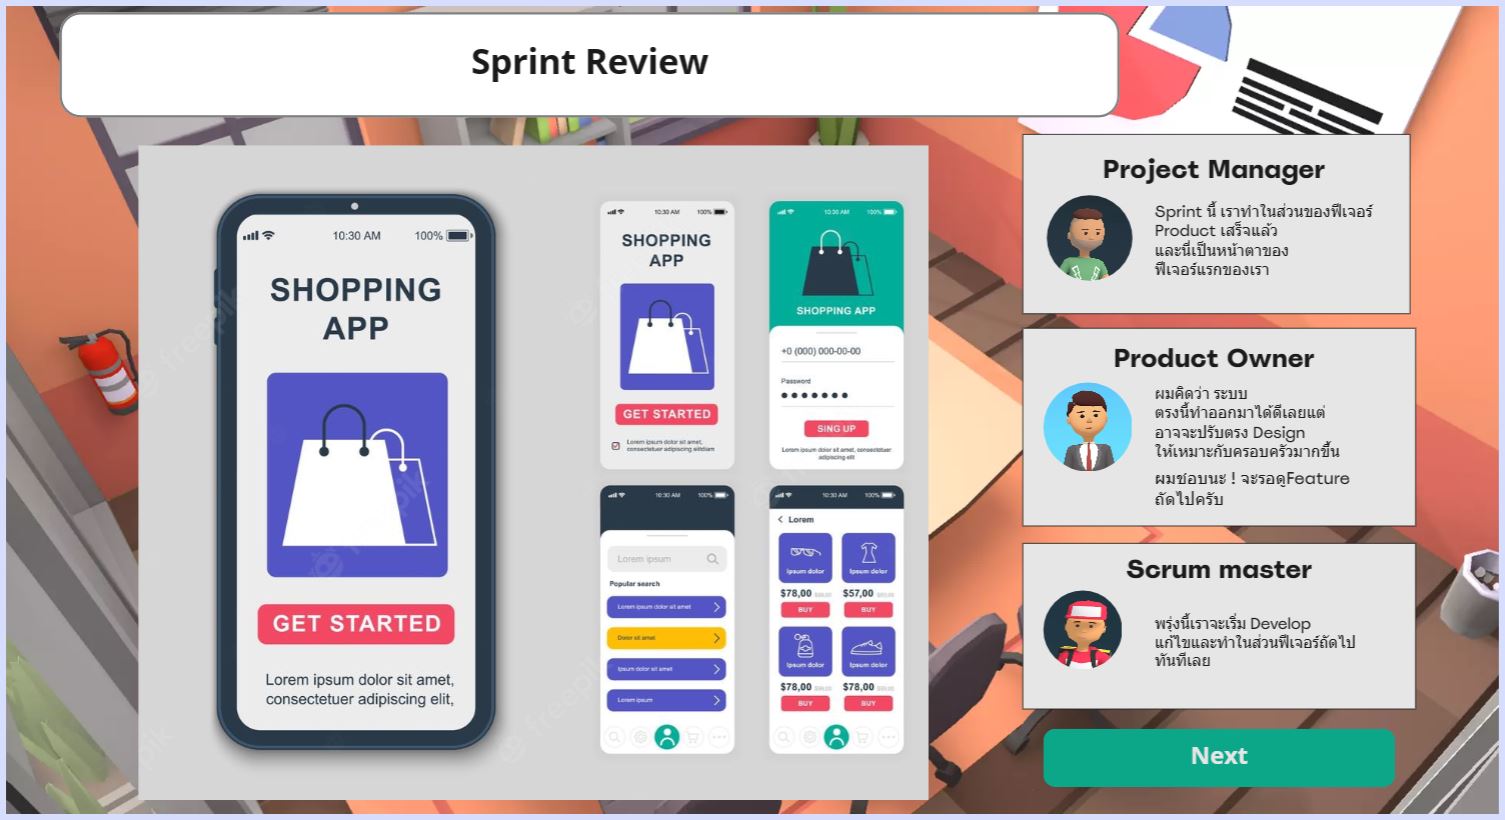 Sprint Review
10:30 AM 100%
SHOPPING
APP
GET STARTED
Lorem ipsum dolor sit amet,
consectetuer adipiscing elit,
10:30 AM 100%
SHOPPING
APP
GET STARTED
Lorem ipsum dolor sit amet,
consectetuer adipiscing elitdiam
10:30 AM 100%
SHOPPING APP
+0 (000) 000-00-00
Password
SING UP
Lorem ipsum dolor sit amet, consectetuer
adipiscing elit
10:30 AM 100%
Lorem ipsum
Popular search
Lorem ipsum dolor sit amet
Dolor sit amet
Ipsum dolor sit amet
Lorem ipsum
10:30 AM 100%
Lorem
Ipsum dolor Ipsum dolor
$78,00 $57,00
BUY BUY
Ipsum dolor Ipsum dolor
$78,00 $78,00
BUY BUY
Project Manager
Sprint นี้ เราทำในส่วนของฟีเจอร์
Product เสร็จแล้ว
และนี่เป็นหน้าตาของ
ฟีเจอร์แรกของเรา
Product Owner
ผมคิดว่า ระบบ
ตรงนี้ทำออกมาได้ดีเลยแต่
อาจจะปรับตรง Design
ให้เหมาะกับครอบครัวมากขึ้น
ผมชอบนะ ! จะรอดูFeature
ถัดไปครับ
Scrum master
พรุ่งนี้เราจะเริ่ม Develop
แก้ไขและทำในส่วนฟีเจอร์ถัดไป
ทันทีเลย
Next
freepik